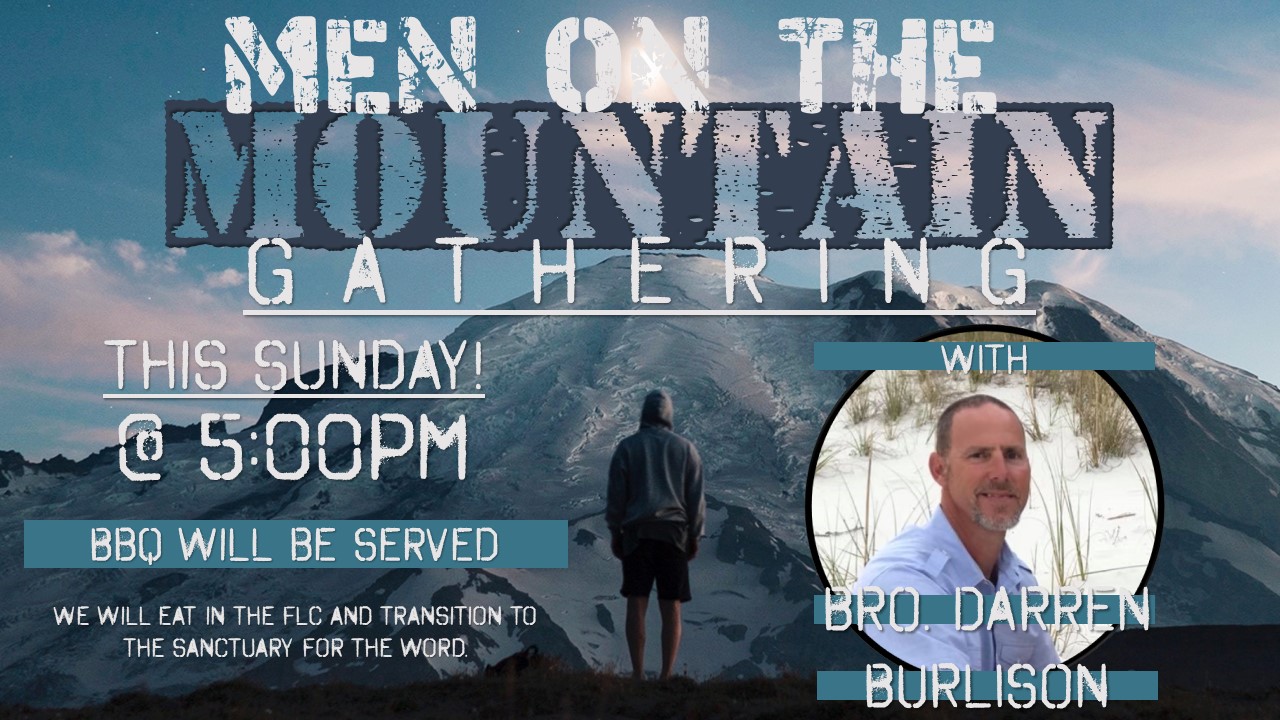 MEN ON THE
MOUNTAIN
GATHERING
THIS SUNDAY!
@ 5:00PM
BBQ WILL BE SERVED
WE WILL EAT IN THE FLC AND TRANSITION TO
THE SANCTUARY FOR THE WORD.
WITH
BRO. DARREN
BURLISON